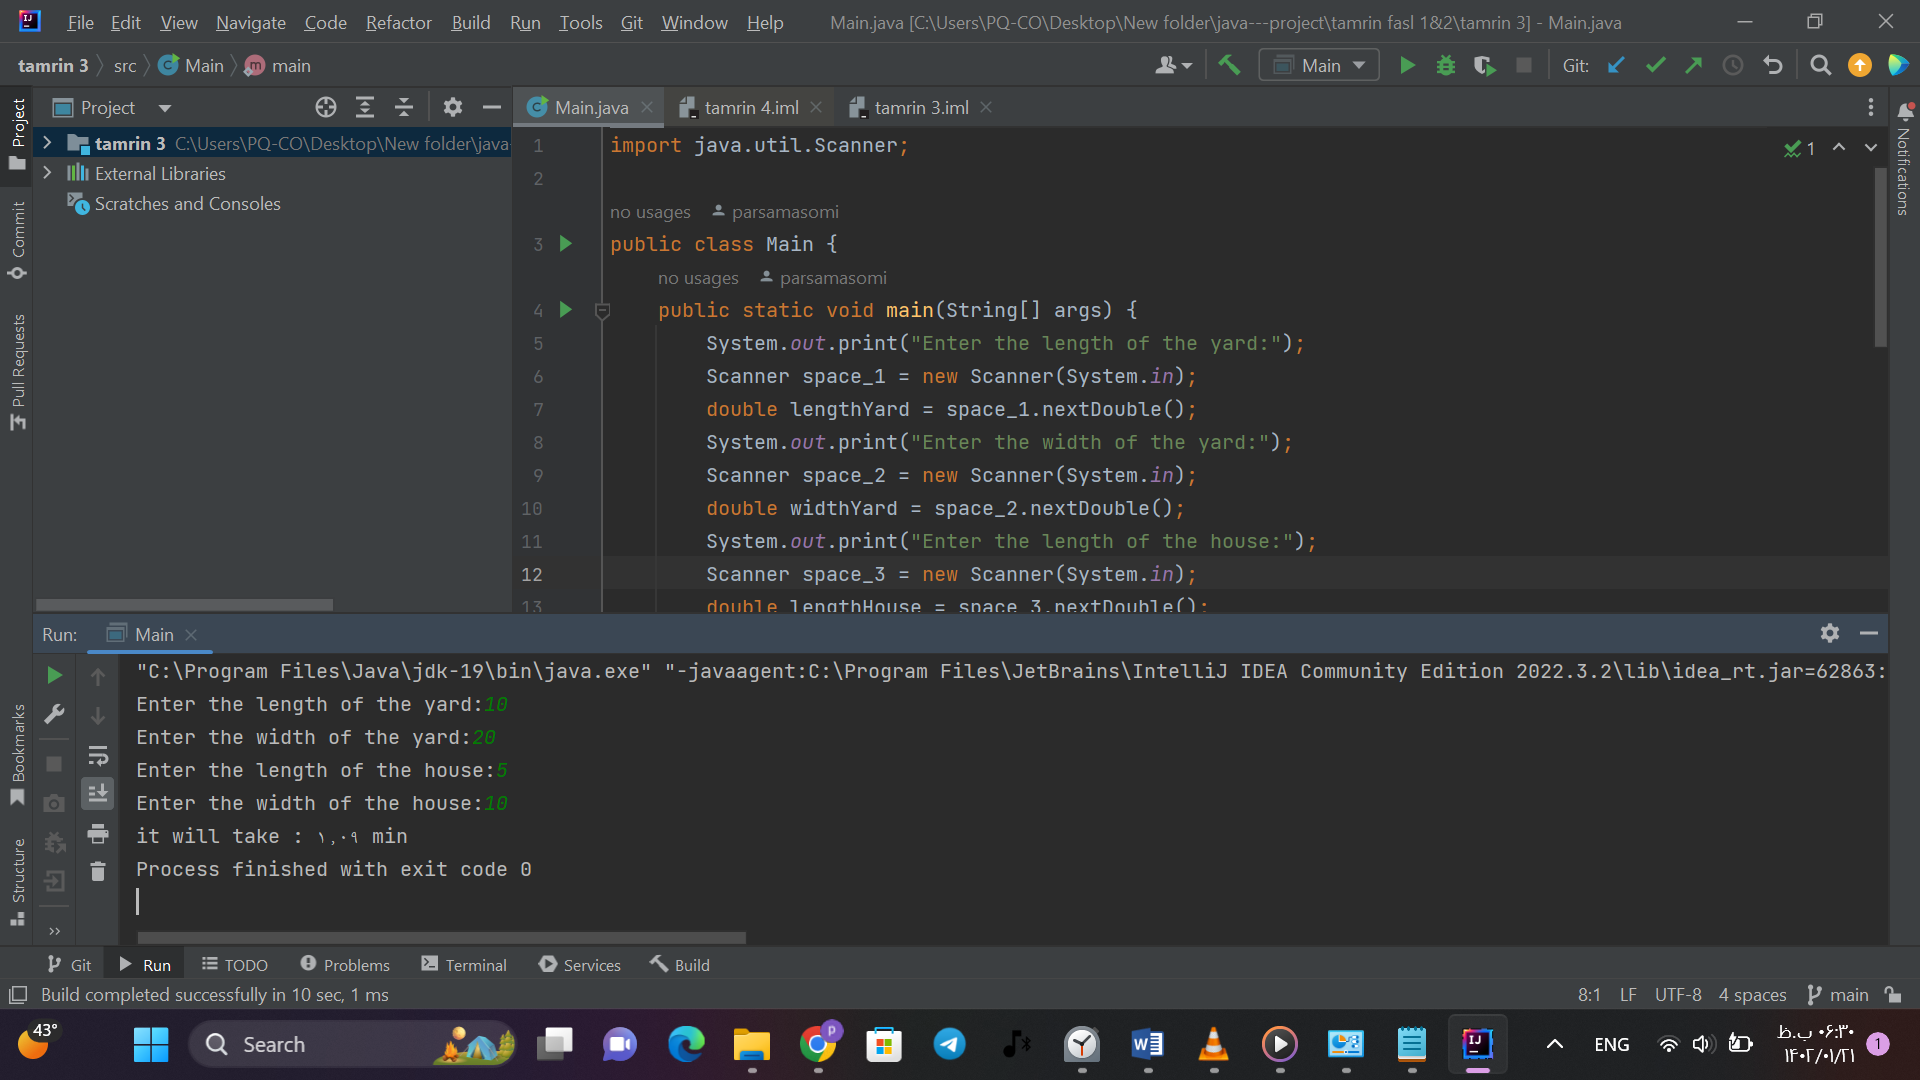 File Edit View Navigate Code Refactor Build Run Tools Git Window Help Main.java [C:\Users\PQ-CO\Desktop\New folder\java---project\tamrin fasl 1&2\tamrin 3] - Main.java
tamrin 3 src Main main
Main Git:
Project
Main.java tamrin 4.iml tamrin 3.iml
tamrin 3 C:\Users\PQ-CO\Desktop\New folder\java-
External Libraries
Scratches and Consoles
Project
Commit
Pull Requests
Bookmarks
Structure
Notifications
1
1 import java.util.Scanner;
2
no usages parsamasomi
3 public class Main {
no usages parsamasomi
4 public static void main(String[] args) {
5 System.out.print("Enter the length of the yard:");
6 Scanner space_1 = new Scanner(System.in);
7 double lengthYard = space_1.nextDouble();
8 System.out.print("Enter the width of the yard:");
9 Scanner space_2 = new Scanner(System.in);
10 double widthYard = space_2.nextDouble();
11 System.out.print("Enter the length of the house:");
12 Scanner space_3 = new Scanner(System.in);
13 double lengthHouse = space_3.nextDouble();
Run: Main
"C:\Program Files\Java\jdk-19\bin\java.exe" "-javaagent:C:\Program Files\JetBrains\IntelliJ IDEA Community Edition 2022.3.2\lib\idea_rt.jar=62863:
Enter the length of the yard:10
Enter the width of the yard:20
Enter the length of the house:5
Enter the width of the house:10
it will take : ۱,۰۹ min
Process finished with exit code 0
Git Run TODO Problems Terminal Services Build
Build completed successfully in 10 sec, 1 ms
8:1 LF UTF-8 4 spaces main
43°
Search
p
W
IJ
ENG
۰۶:۳۰ ب.ظ
۱۴۰۲/۰۱/۲۱
1